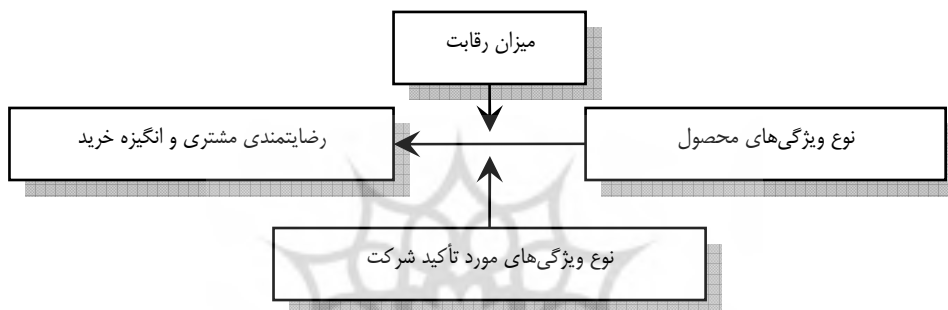 میزان رقابت
نوع ویژگی‌های محصول
رضایتمندی مشتری و انگیزه خرید
نوع ویژگی‌های مورد تأکید شرکت